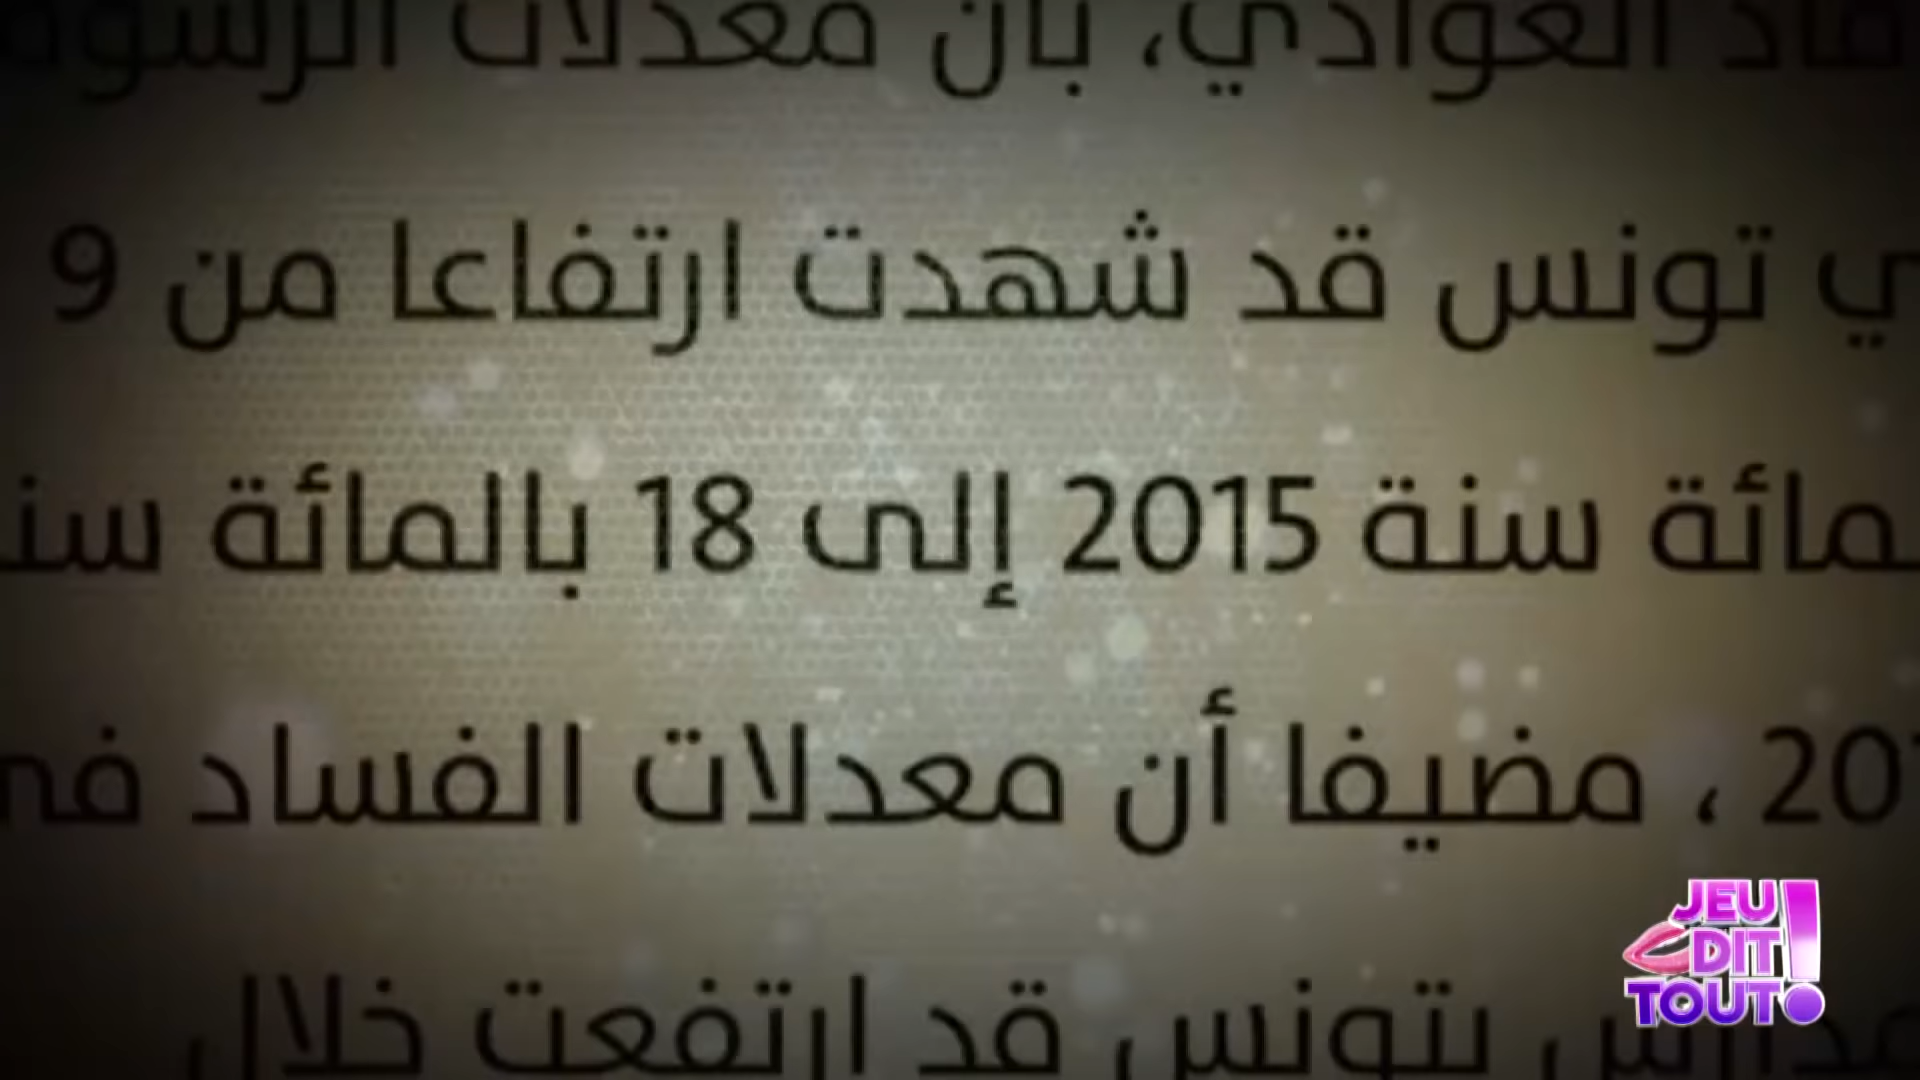 العوادي، بأن معدلات
تونس قد شهدت ارتفاعا من 9
سنة 2015 إلى 18 بالمائة
، مضيفا أن معدلات الفساد
بتونس قد ارتفعت خلال
JEU
DIT
TOUT!